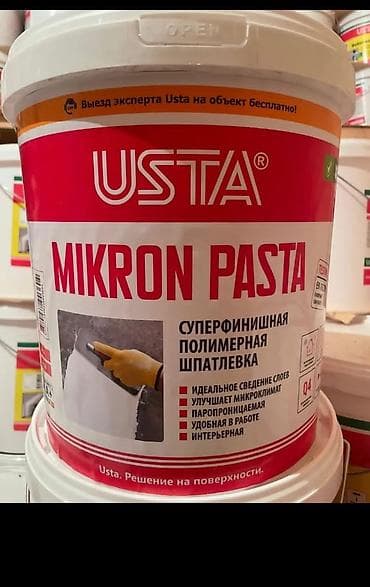 OPEN
Выезд эксперта Usta на объект бесплатно!
USTA®
MIKRON PASTA
СУПЕРФИНИШНАЯ
ПОЛИМЕРНАЯ
ШПАТЛЕВКА
ИДЕАЛЬНОЕ СВЕДЕНИЕ СЛОЕВ
УЛУЧШАЕТ МИКРОКЛИМАТ
ПАРОПРОНИЦАЕМАЯ
УДОБНАЯ В РАБОТЕ
ИНТЕРЬЕРНАЯ
Q4
Usta. Решение на поверхности.